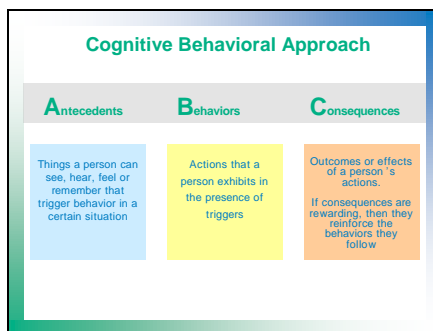 Cognitive Behavioral Approach
Antecedents
Behaviors
Consequences
Things a person can
see, hear, feel or
remember that
trigger behavior in a
certain situation
Actions that a
person exhibits in
the presence of
triggers
Outcomes or effects
of a person 's
actions.
If consequences are
rewarding, then they
reinforce the
behaviors they
follow